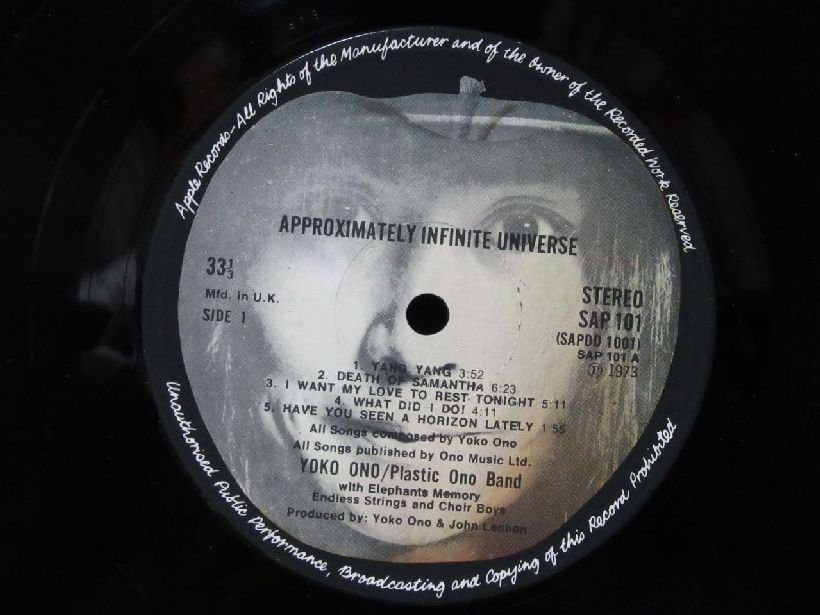 Apple Records-All Rights of the Manufacturer and of the Owner of the Recorded Work Reserved
APPROXIMATELY INFINITE UNIVERSE
33⅓
Mfd. in U.K.
SIDE 1
STEREO
SAP 101
(SAPDO 1001)
SAP 101 A
℗ 1973
1. YANG YANG 3:52
2. DEATH OF SAMANTHA 6:23
3. I WANT MY LOVE TO REST TONIGHT 5:11
4. WHAT DID I DO! 4:11
5. HAVE YOU SEEN A HORIZON LATELY 1:55
All Songs composed by Yoko Ono
All Songs published by Ono Music Ltd.
YOKO ONO/Plastic Ono Band
with Elephants Memory
Endless Strings and Choir Boys
Produced by: Yoko Ono & John Lennon
Unauthorised Public Performance, Broadcasting and Copying of this Record Prohibited